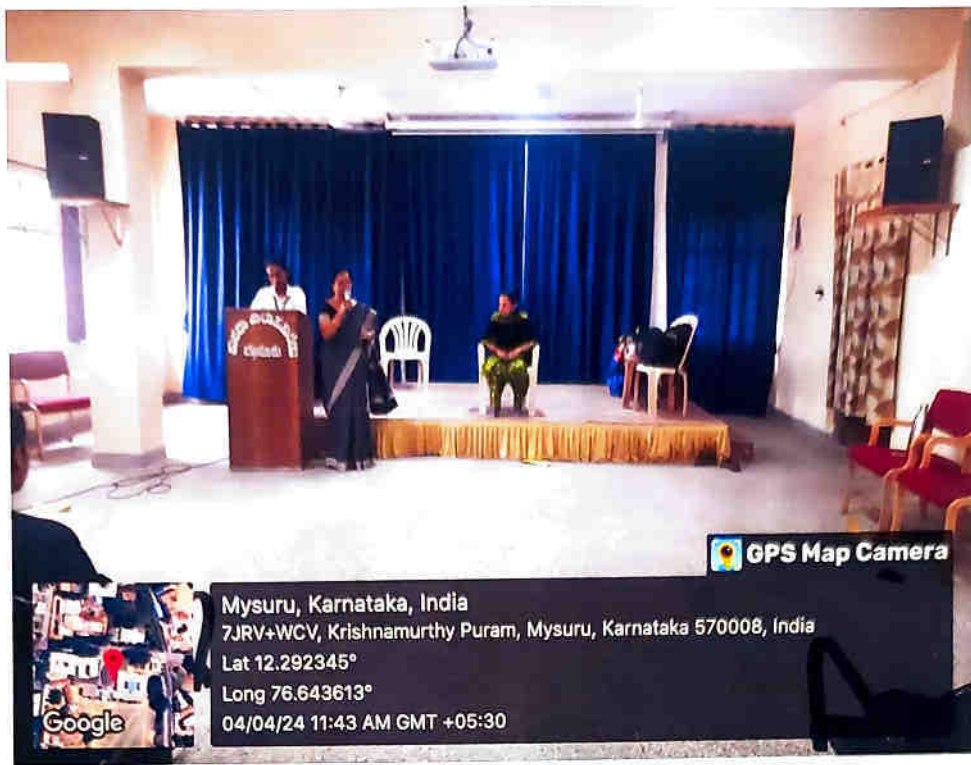 ಮೈಸೂರು
GPS Map Camera
Mysuru, Karnataka, India
7JRV+WCV, Krishnamurthy Puram, Mysuru, Karnataka 570008, India
Lat 12.292345°
Long 76.643613°
04/04/24 11:43 AM GMT +05:30
Google